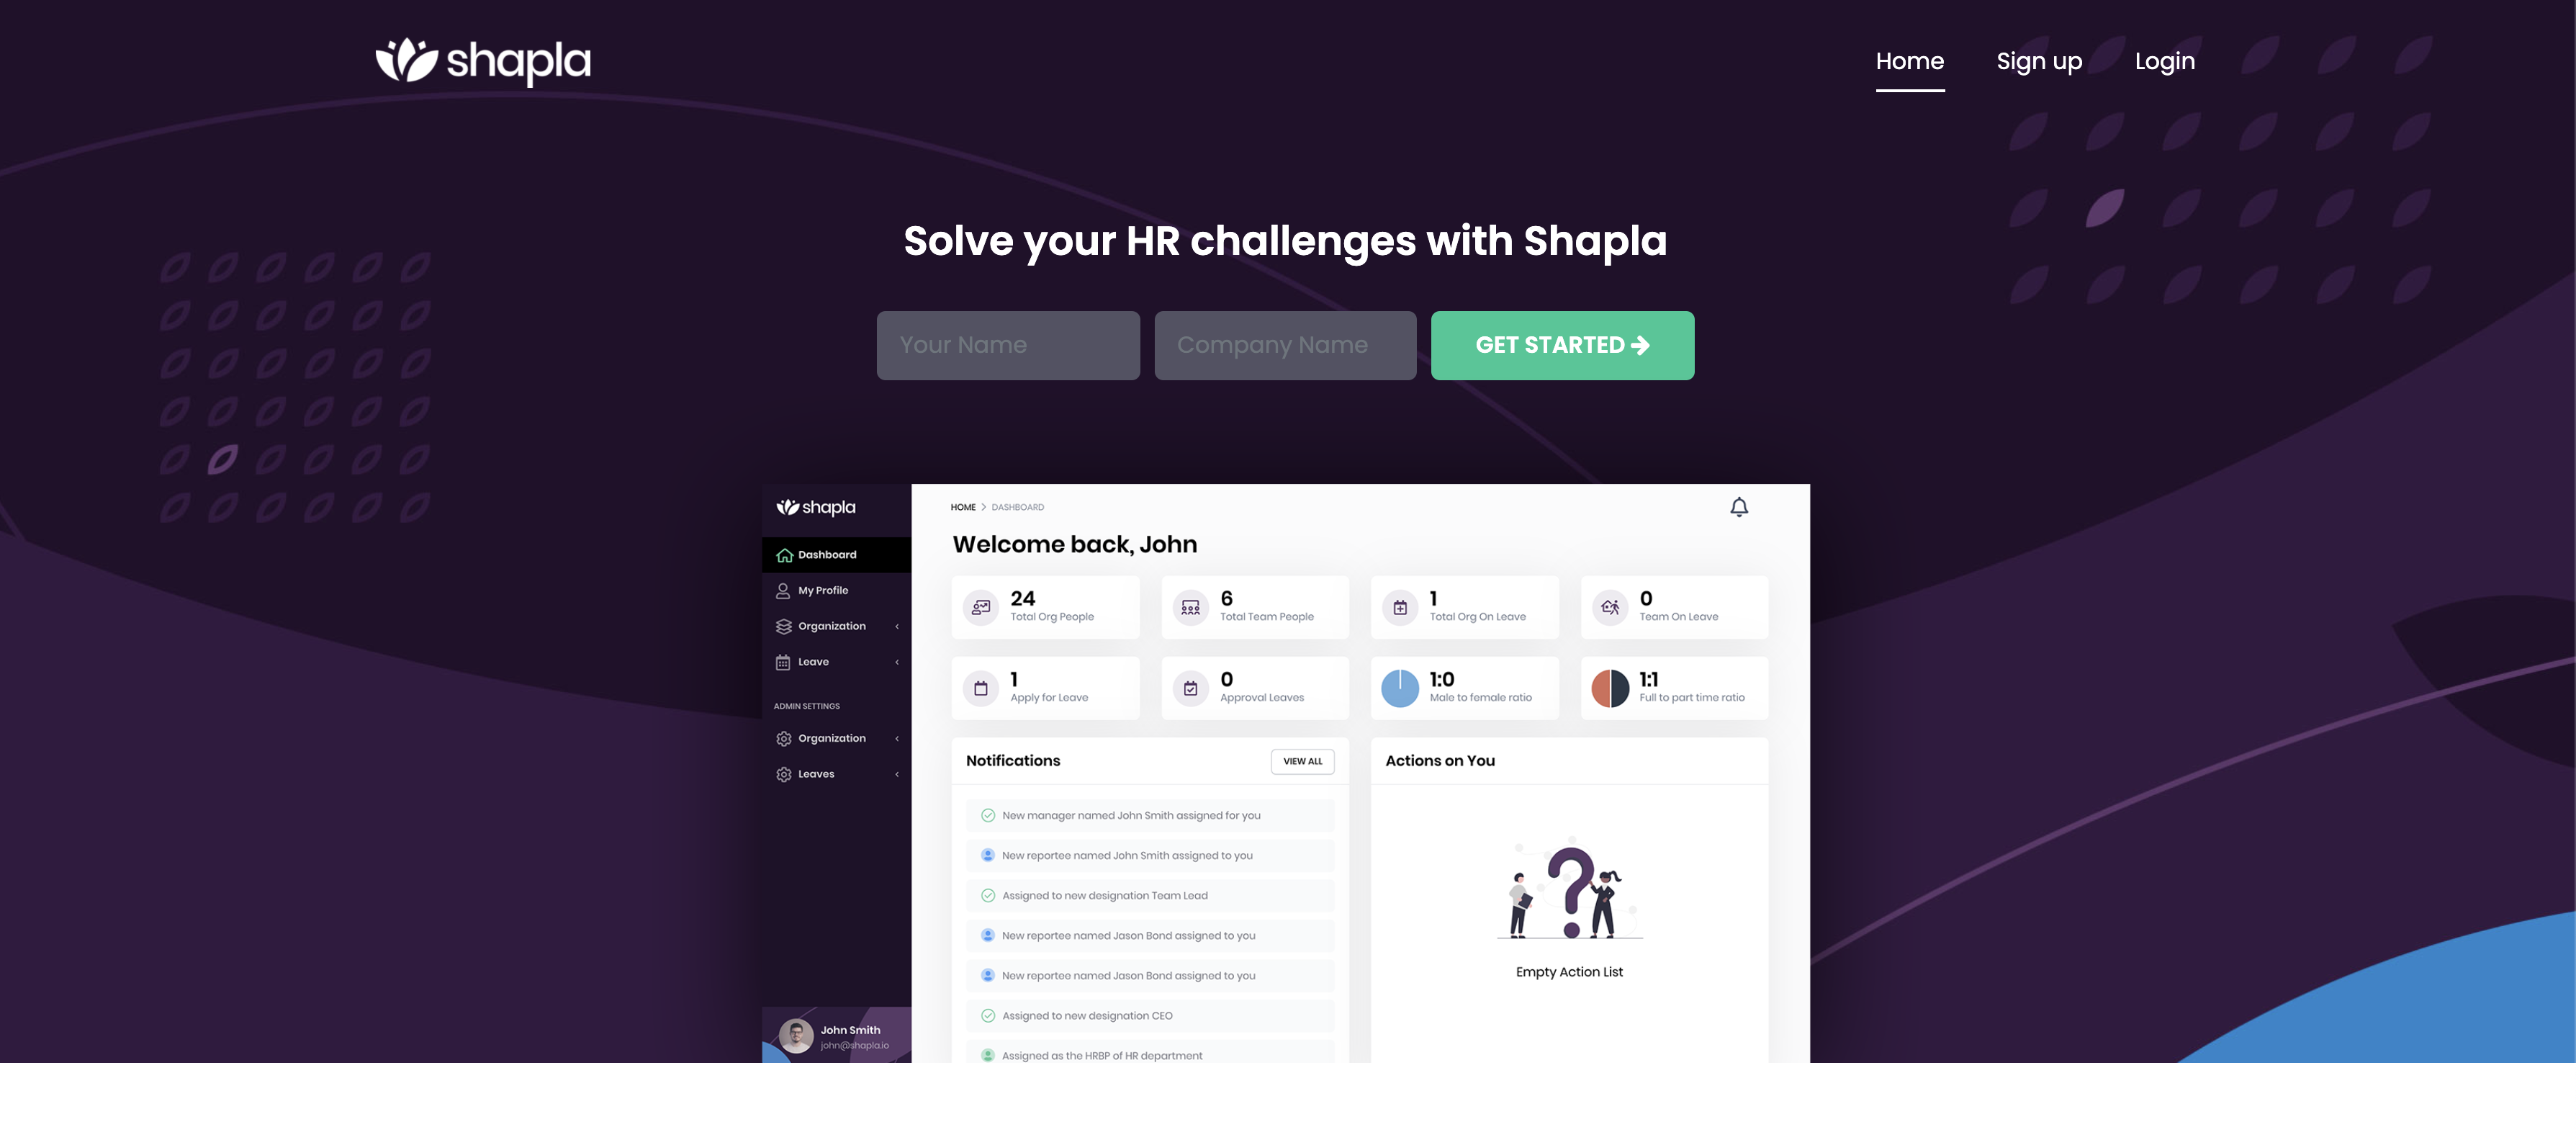 shapla
Home Sign up Login
Solve your HR challenges with Shapla
Your Name Company Name GET STARTED
shapla
HOME > DASHBOARD
Welcome back, John
Dashboard
My Profile
Organization
Leave
ADMIN SETTINGS
Organization
Leaves
John Smith
john@shapla.io
24
Total Org People
6
Total Team People
1
Total Org On Leave
0
Team On Leave
1
Apply for Leave
0
Approval Leaves
1:0
Male to female ratio
1:1
Full to part time ratio
Notifications VIEW ALL
New manager named John Smith assigned for you
New reportee named John Smith assigned to you
Assigned to new designation Team Lead
New reportee named Jason Bond assigned to you
New reportee named Jason Bond assigned to you
Assigned to new designation CEO
Assigned as the HRBP of HR department
Actions on You
?
Empty Action List